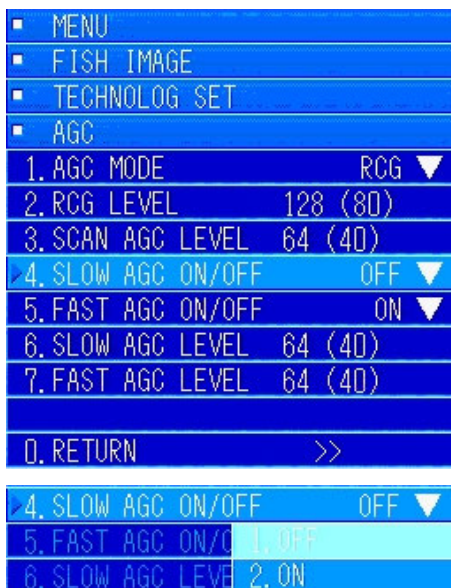 MENU
FISH IMAGE
TECHNOLOG SET
AGC
1.AGC MODE RCG ▼
2.RCG LEVEL 128 (80)
3.SCAN AGC LEVEL 64 (40)
4.SLOW AGC ON/OFF OFF ▼
5.FAST AGC ON/OFF ON ▼
6.SLOW AGC LEVEL 64 (40)
7.FAST AGC LEVEL 64 (40)
0.RETURN >>
4.SLOW AGC ON/OFF OFF ▼
5.FAST AGC ON/O 1.OFF
6.SLOW AGC LEVE 2.ON